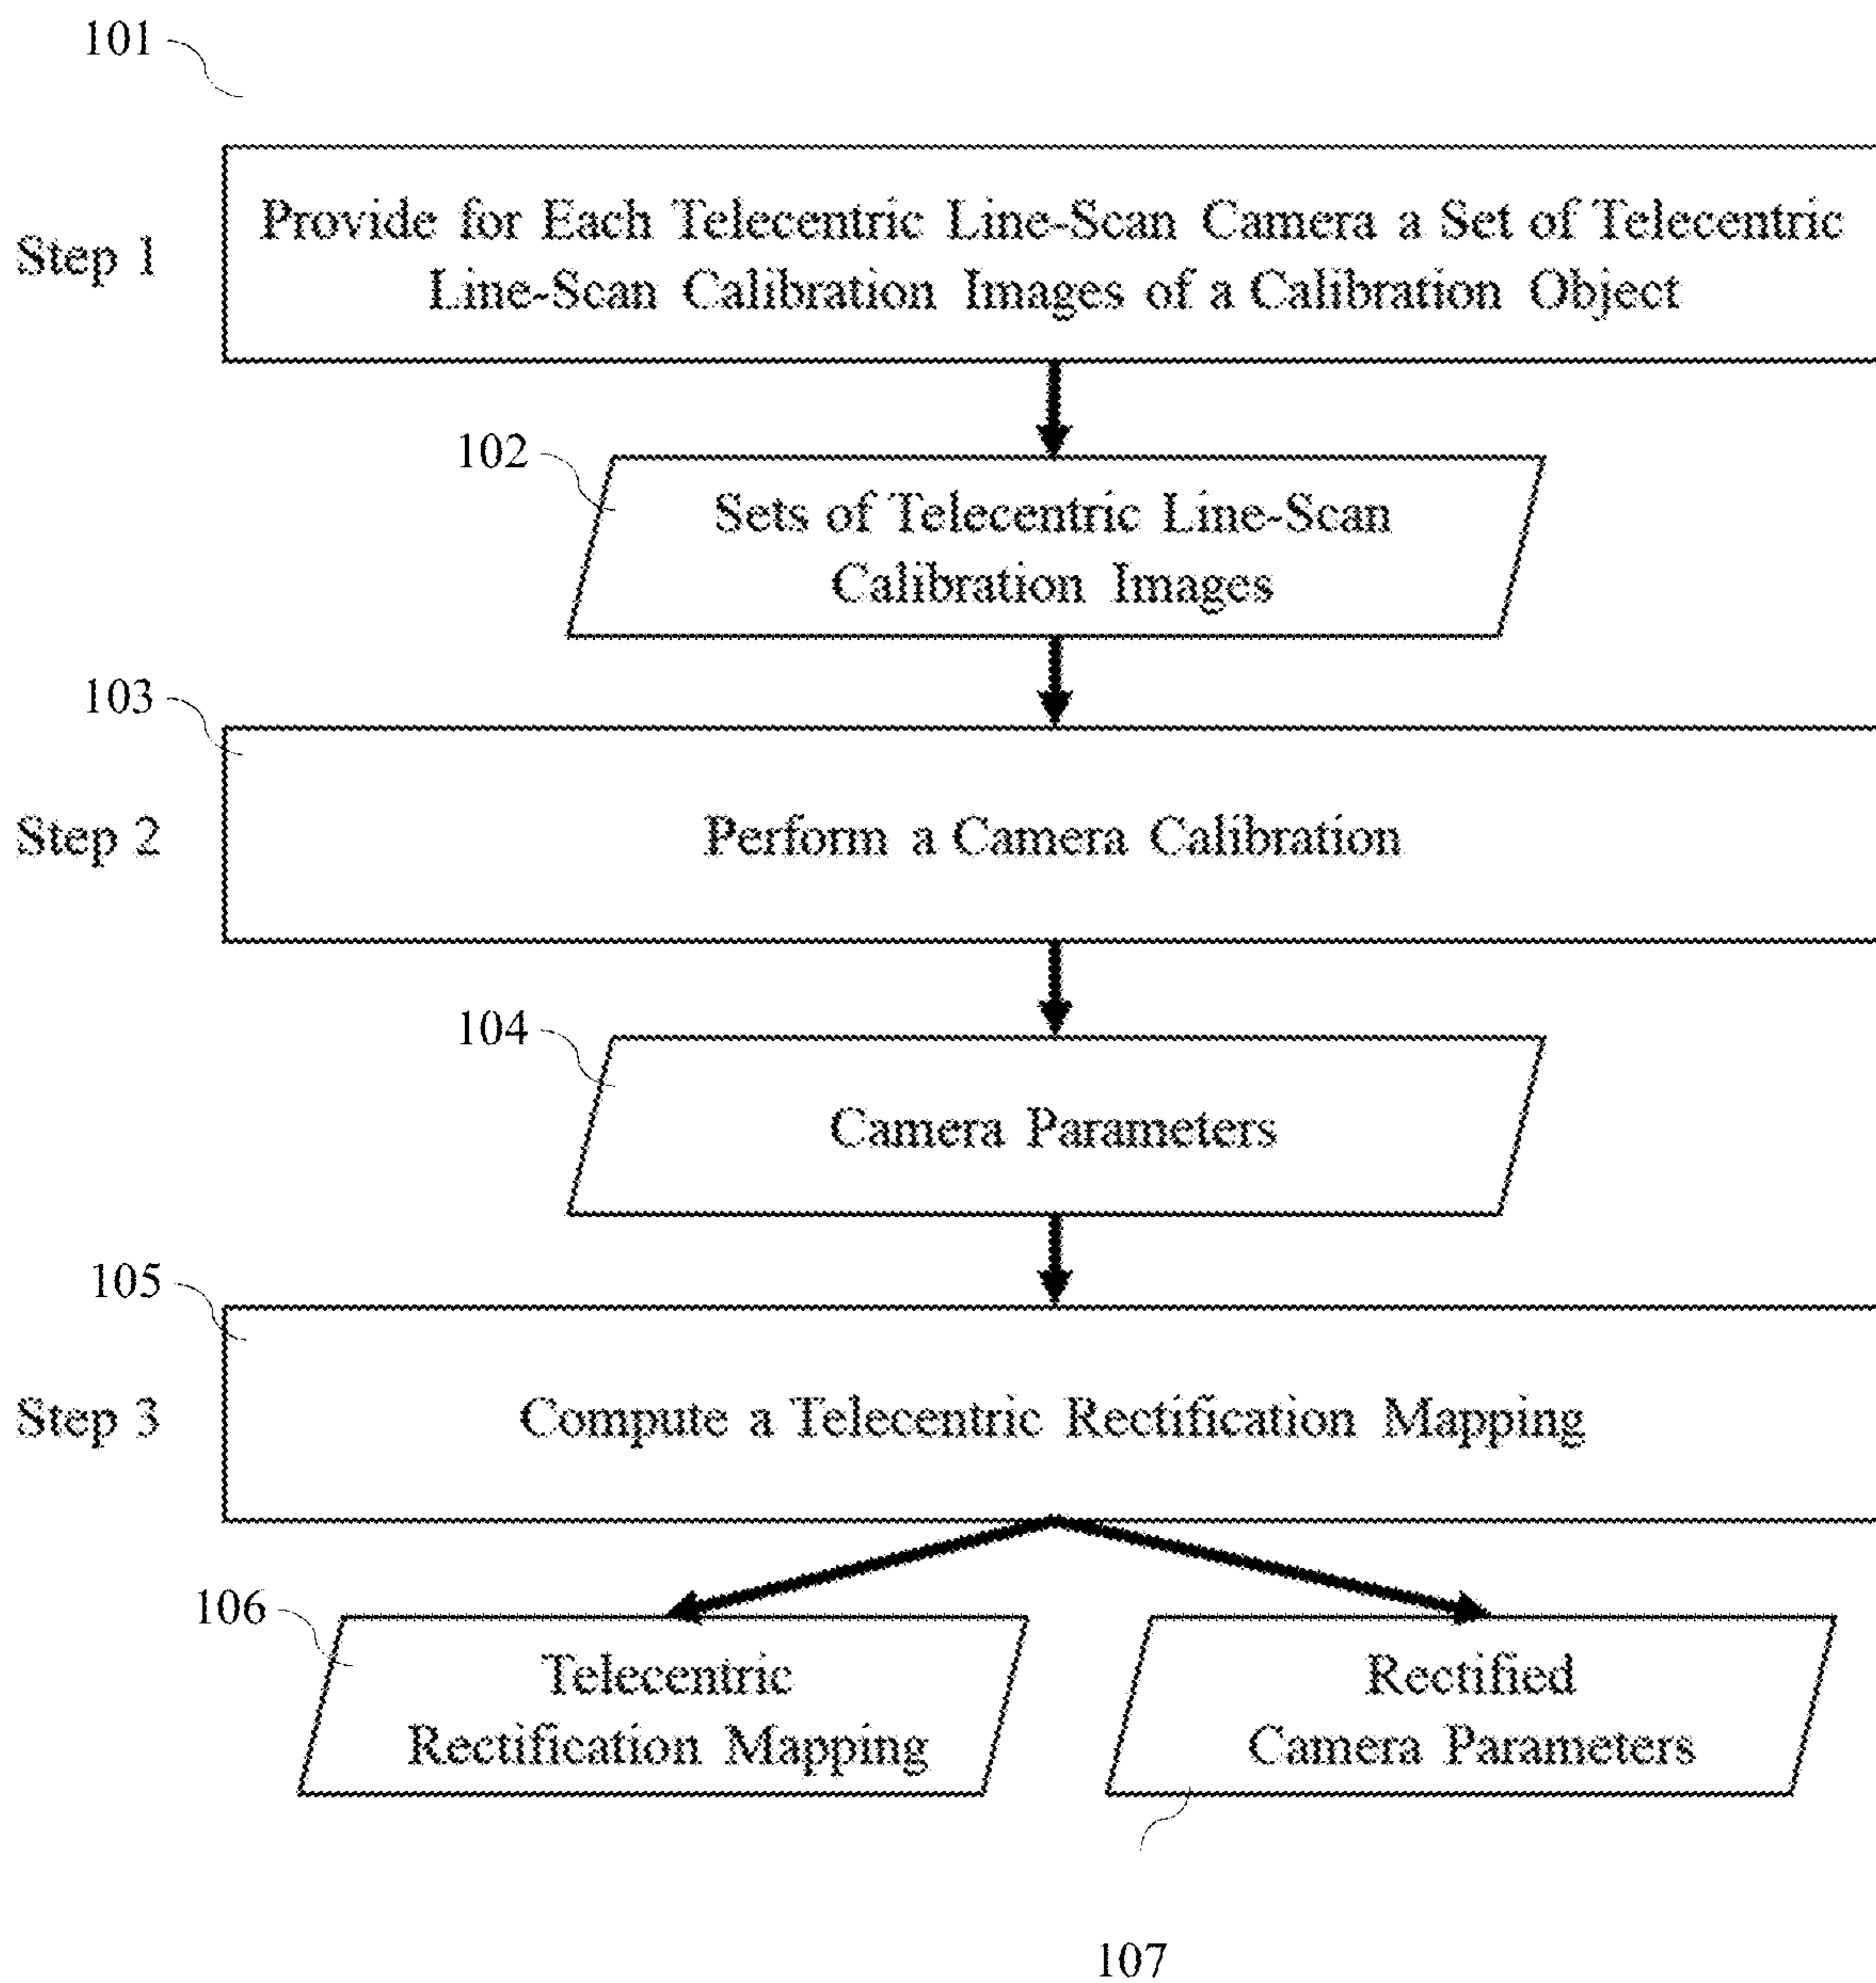 101
Step 1
Provide for Each Telecentric Line-Scan Camera a Set of Telecentric
Line-Scan Calibration Images of a Calibration Object
102
Sets of Telecentric Line-Scan
Calibration Images
103
Step 2
Perform a Camera Calibration
104
Camera Parameters
105
Step 3
Compute a Telecentric Rectification Mapping
106
Telecentric
Rectification Mapping
Rectified
Camera Parameters
107